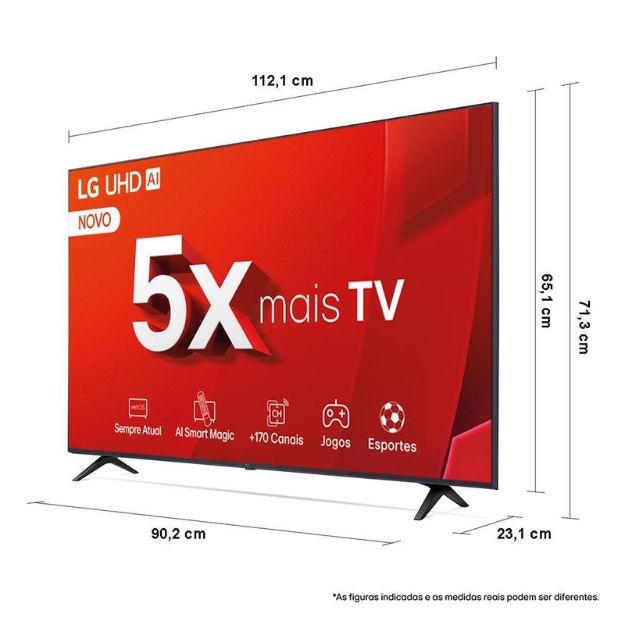 112,1 cm
LG UHD AI
NOVO
5x mais TV
65,1 cm
71,3 cm
webOS
CH
Sempre Atual
AI Smart Magic
+170 Canais
Jogos
Esportes
90,2 cm
23,1 cm
*As figuras indicadas e as medidas reais podem ser diferentes.